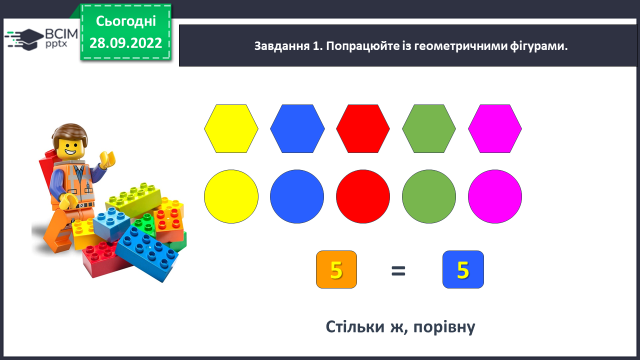 ВСІМ
pptx
Сьогодні
28.09.2022
Завдання 1. Попрацюйте із геометричними фігурами.
5 = 5
Стільки ж, порівну